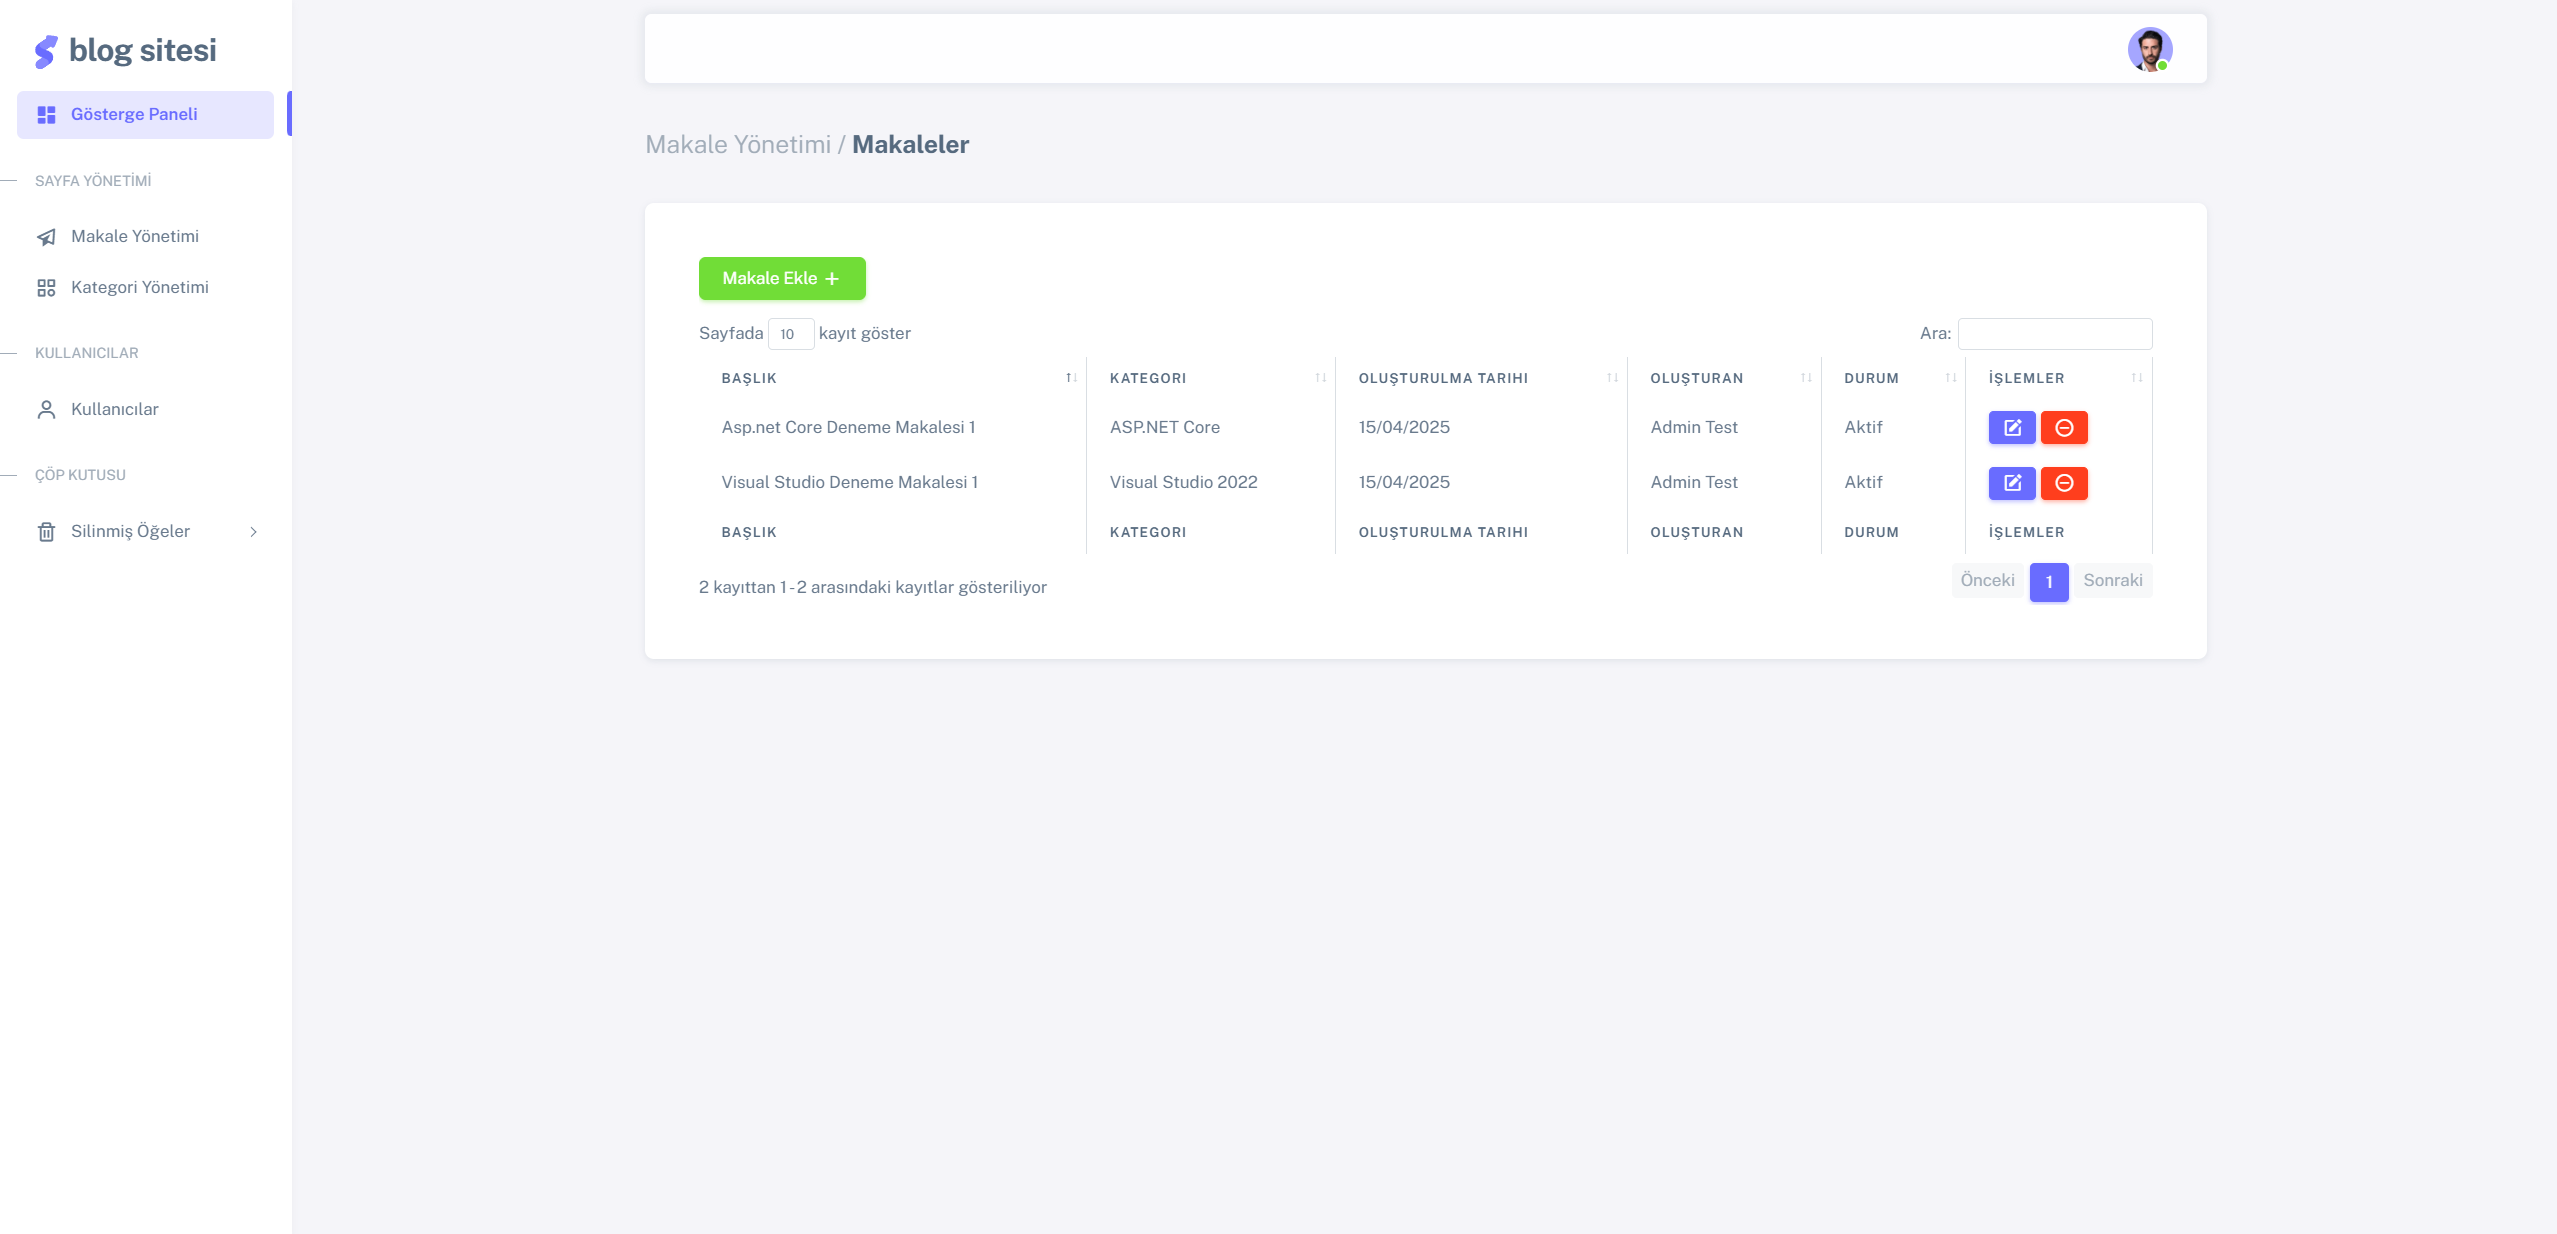 blog sitesi
Gösterge Paneli
SAYFA YÖNETİMİ
Makale Yönetimi
Kategori Yönetimi
KULLANICILAR
Kullanıcılar
ÇÖP KUTUSU
Silinmiş Öğeler
Makale Yönetimi / Makaleler
Makale Ekle +
Sayfada 10 kayıt göster
Ara:
BAŞLIK KATEGORI OLUŞTURULMA TARIHI OLUŞTURAN DURUM İŞLEMLER
Asp.net Core Deneme Makalesi 1 ASP.NET Core 15/04/2025 Admin Test Aktif
Visual Studio Deneme Makalesi 1 Visual Studio 2022 15/04/2025 Admin Test Aktif
BAŞLIK KATEGORI OLUŞTURULMA TARIHI OLUŞTURAN DURUM İŞLEMLER
2 kayıttan 1 - 2 arasındaki kayıtlar gösteriliyor
Önceki 1 Sonraki